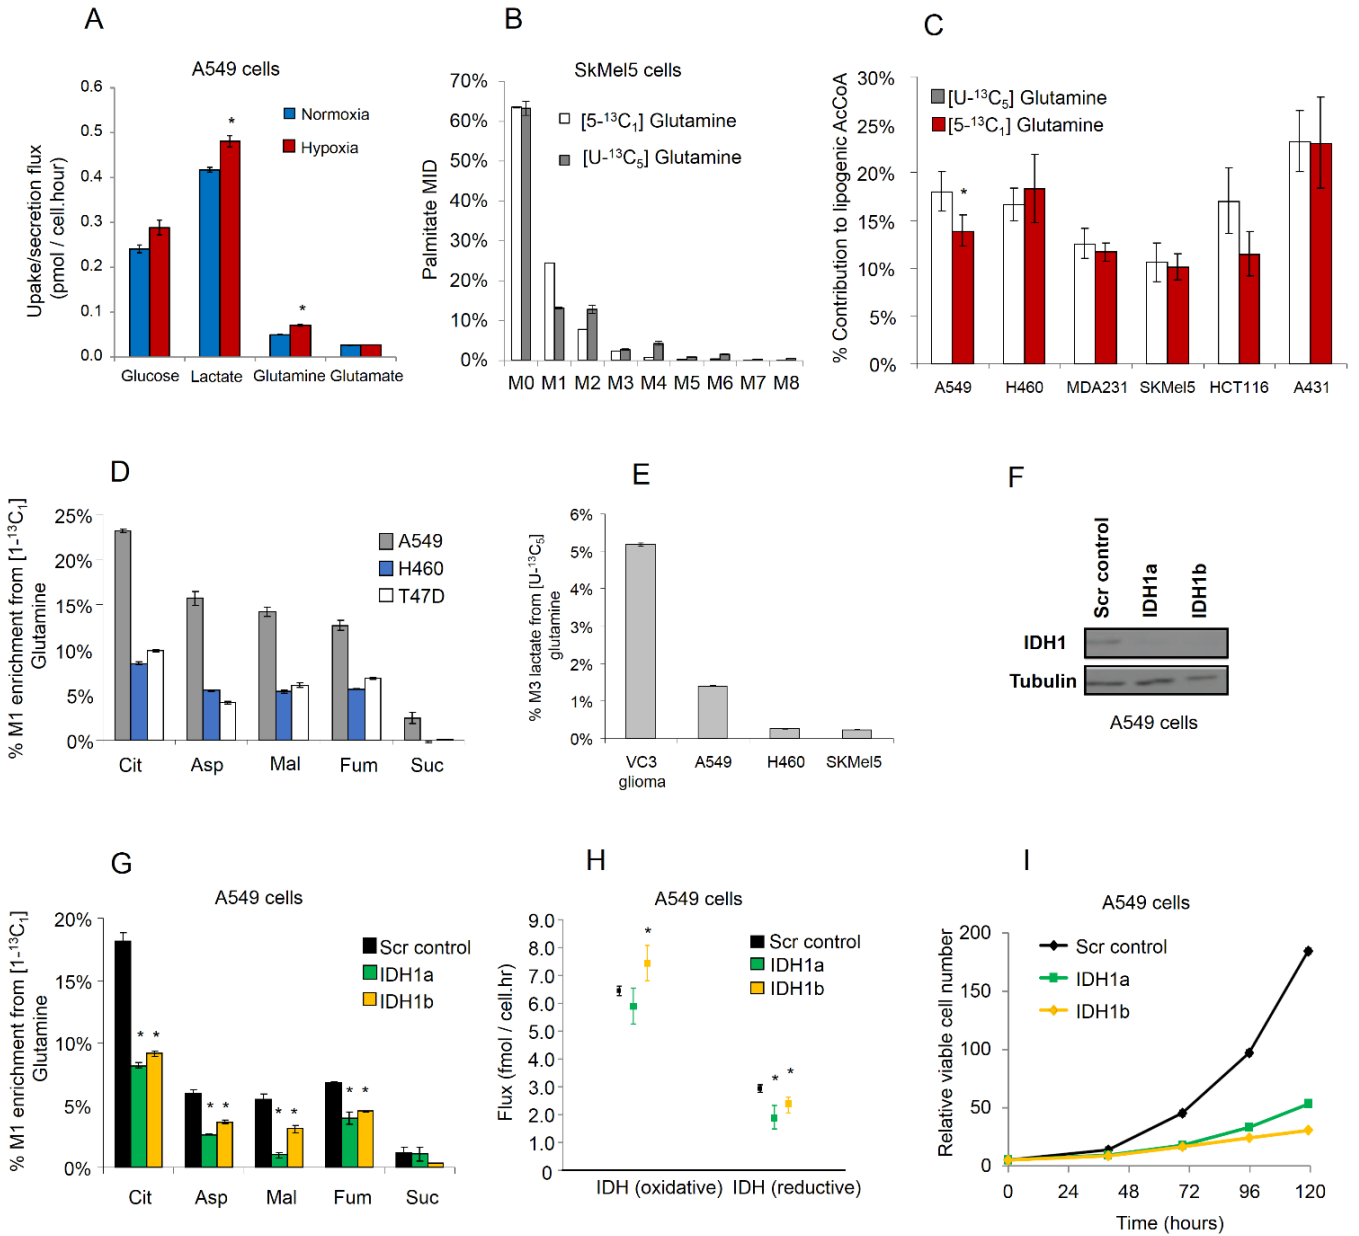 A
A549 cells
Upake/secretion flux
(pmol / cell.hour)
0.6
0.5
0.4
0.3
0.2
0.1
0.0
Normoxia
Hypoxia
*
*
Glucose Lactate Glutamine Glutamate
B
SkMel5 cells
Palmitate MID
70%
60%
50%
40%
30%
20%
10%
0%
[5-¹³C₁] Glutamine
[U-¹³C₅] Glutamine
M0 M1 M2 M3 M4 M5 M6 M7 M8
C
% Contribution to lipogenic AcCoA
30%
25%
20%
15%
10%
5%
0%
[U-¹³C₅] Glutamine
[5-¹³C₁] Glutamine
*
A549 H460 MDA231 SKMel5 HCT116 A431
D
% M1 enrichment from [1-¹³C₁]
Glutamine
25%
20%
15%
10%
5%
0%
A549
H460
T47D
Cit Asp Mal Fum Suc
E
% M3 lactate from [U-¹³C₅]
glutamine
6%
5%
4%
3%
2%
1%
0%
VC3 A549 H460 SKMel5
glioma
F
Scr control
IDH1a
IDH1b
IDH1
Tubulin
A549 cells
G
A549 cells
% M1 enrichment from [1-¹³C₁]
Glutamine
20%
15%
10%
5%
0%
Scr control
IDH1a
IDH1b
* *
* *
* *
* *
Cit Asp Mal Fum Suc
H
A549 cells
Flux (fmol / cell.hr)
9.0
8.0
7.0
6.0
5.0
4.0
3.0
2.0
1.0
0
Scr control
IDH1a
IDH1b
*
* *
IDH (oxidative) IDH (reductive)
I
A549 cells
Relative viable cell number
200
150
100
50
0
Scr control
IDH1a
IDH1b
0 24 48 72 96 120
Time (hours)